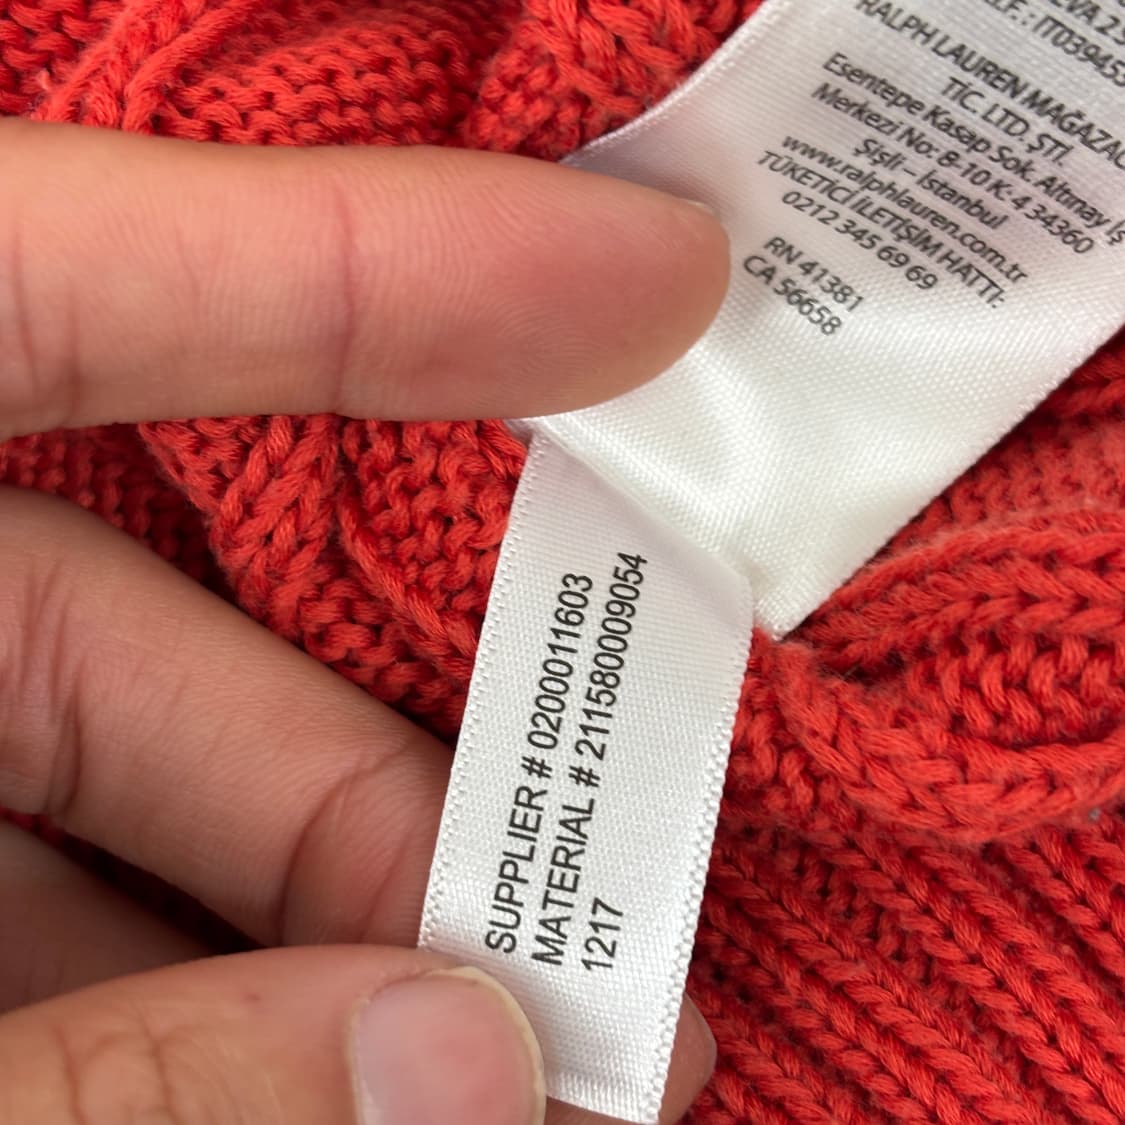 RALPH LAUREN
TİC. LTD. ŞTİ.
Esentepe Kasap Sok. Altınay İş
Merkezi No: 8-10 K: 4 34360
Şişli – İstanbul
www.ralphlauren.com.tr
TÜKETİCİ İLETİŞİM HATTI:
0212 345 69 69
RN 41381
CA 56658
SUPPLIER # 0200011603
MATERIAL # 211580009054
1217